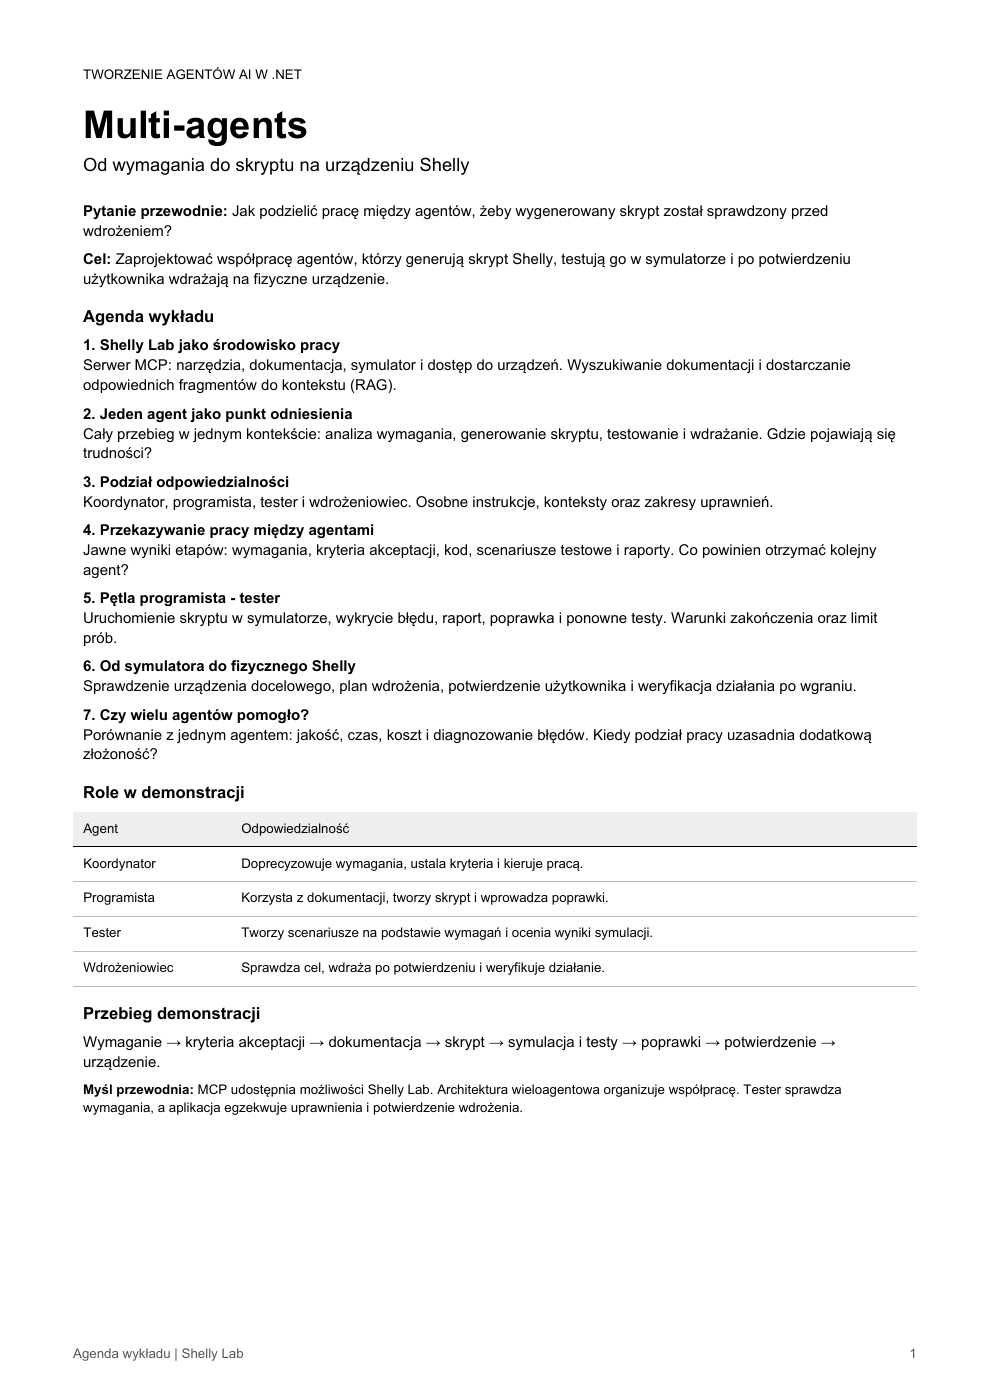 TWORZENIE AGENTÓW AI W .NET
Multi-agents
Od wymagania do skryptu na urządzeniu Shelly
Pytanie przewodnie: Jak podzielić pracę między agentów, żeby wygenerowany skrypt został sprawdzony przed
wdrożeniem?
Cel: Zaprojektować współpracę agentów, którzy generują skrypt Shelly, testują go w symulatorze i po potwierdzeniu
użytkownika wdrażają na fizyczne urządzenie.
Agenda wykładu
1. Shelly Lab jako środowisko pracy
Serwer MCP: narzędzia, dokumentacja, symulator i dostęp do urządzeń. Wyszukiwanie dokumentacji i dostarczanie
odpowiednich fragmentów do kontekstu (RAG).
2. Jeden agent jako punkt odniesienia
Cały przebieg w jednym kontekście: analiza wymagania, generowanie skryptu, testowanie i wdrażanie. Gdzie pojawiają się
trudności?
3. Podział odpowiedzialności
Koordynator, programista, tester i wdrożeniowiec. Osobne instrukcje, konteksty oraz zakresy uprawnień.
4. Przekazywanie pracy między agentami
Jawne wyniki etapów: wymagania, kryteria akceptacji, kod, scenariusze testowe i raporty. Co powinien otrzymać kolejny
agent?
5. Pętla programista - tester
Uruchomienie skryptu w symulatorze, wykrycie błędu, raport, poprawka i ponowne testy. Warunki zakończenia oraz limit
prób.
6. Od symulatora do fizycznego Shelly
Sprawdzenie urządzenia docelowego, plan wdrożenia, potwierdzenie użytkownika i weryfikacja działania po wgraniu.
7. Czy wielu agentów pomogło?
Porównanie z jednym agentem: jakość, czas, koszt i diagnozowanie błędów. Kiedy podział pracy uzasadnia dodatkową
złożoność?
Role w demonstracji
Agent Odpowiedzialność
Koordynator Doprecyzowuje wymagania, ustala kryteria i kieruje pracą.
Programista Korzysta z dokumentacji, tworzy skrypt i wprowadza poprawki.
Tester Tworzy scenariusze na podstawie wymagań i ocenia wyniki symulacji.
Wdrożeniowiec Sprawdza cel, wdraża po potwierdzeniu i weryfikuje działanie.
Przebieg demonstracji
Wymaganie → kryteria akceptacji → dokumentacja → skrypt → symulacja i testy → poprawki → potwierdzenie →
urządzenie.
Myśl przewodnia: MCP udostępnia możliwości Shelly Lab. Architektura wieloagentowa organizuje współpracę. Tester sprawdza
wymagania, a aplikacja egzekwuje uprawnienia i potwierdzenie wdrożenia.
Agenda wykładu | Shelly Lab 1